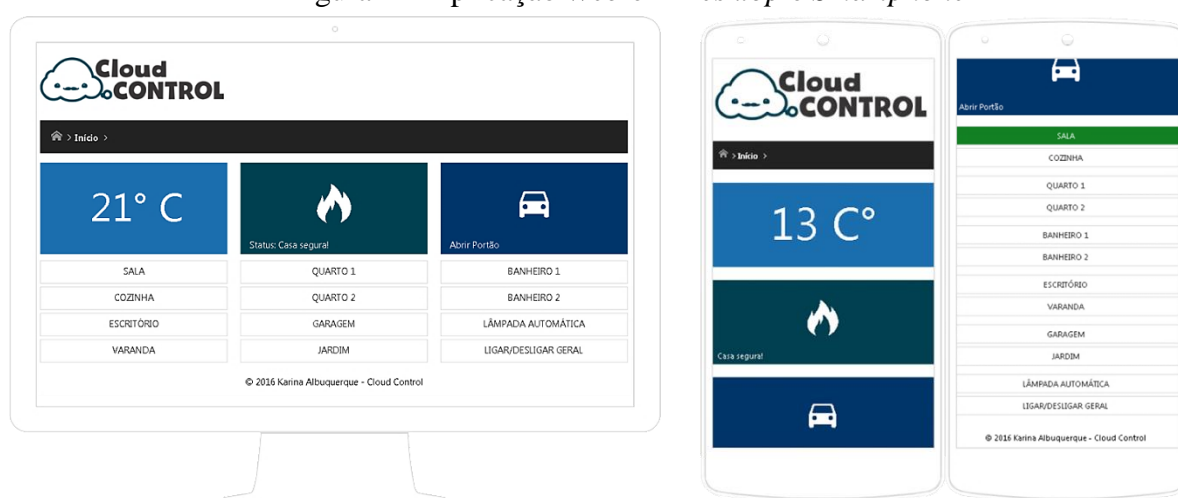 Cloud
CONTROL
> Início >
21° C
Status: Casa segura!
Abrir Portão
SALA
QUARTO 1
BANHEIRO 1
COZINHA
QUARTO 2
BANHEIRO 2
ESCRITÓRIO
GARAGEM
LÂMPADA AUTOMÁTICA
VARANDA
JARDIM
LIGAR/DESLIGAR GERAL
© 2016 Karina Albuquerque - Cloud Control
Cloud
CONTROL
> Início >
13 C°
Casa segura!
Abrir Portão
SALA
COZINHA
QUARTO 1
QUARTO 2
BANHEIRO 1
BANHEIRO 2
ESCRITÓRIO
VARANDA
GARAGEM
JARDIM
LÂMPADA AUTOMÁTICA
LIGAR/DESLIGAR GERAL
© 2016 Karina Albuquerque - Cloud Control